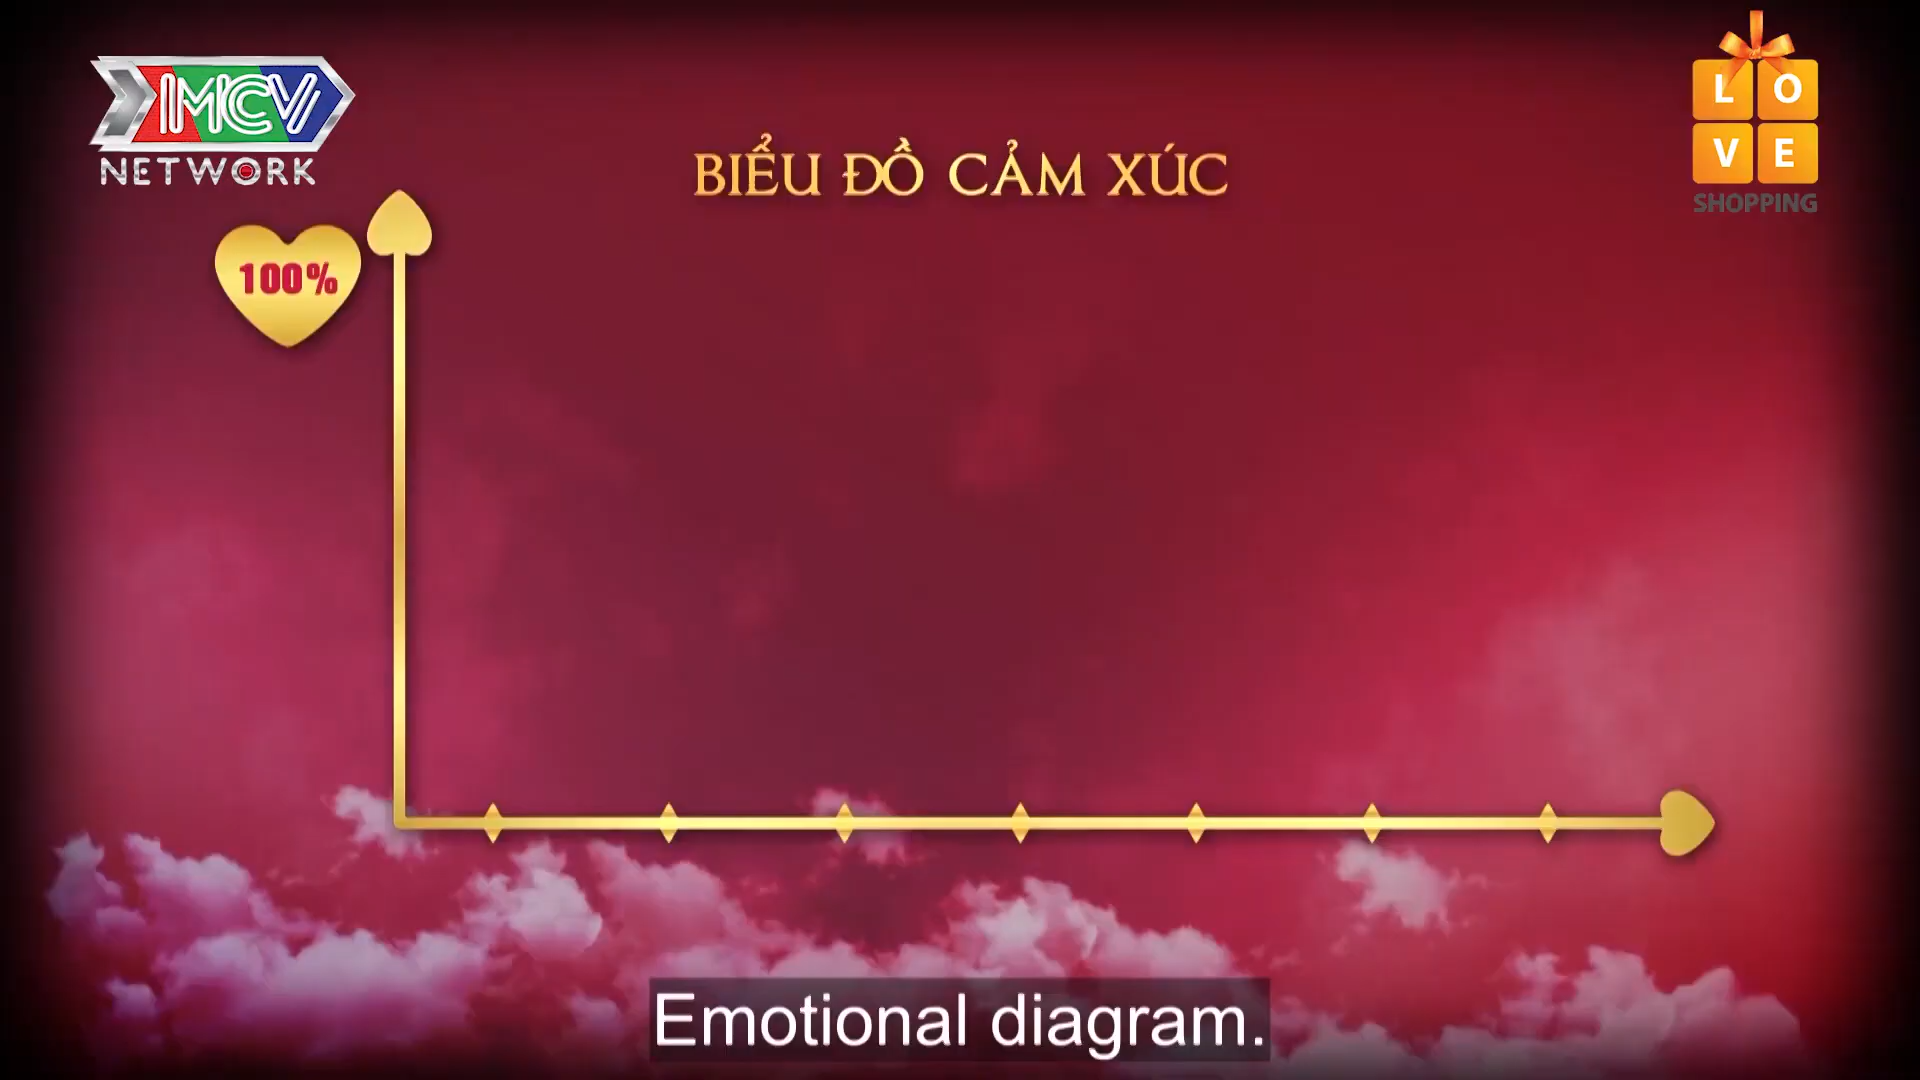 MCV
NETWORK
L O
V E
SHOPPING
BIỂU ĐỒ CẢM XÚC
100%
Emotional diagram.